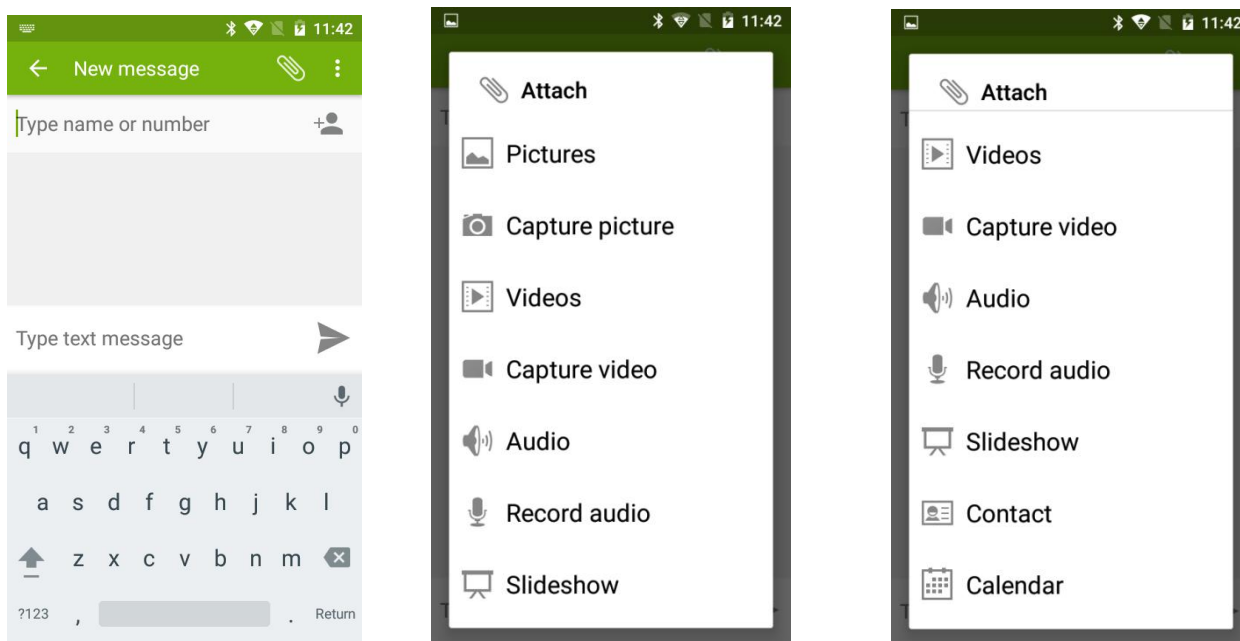 11:42
New message
Type name or number
Type text message
1 2 3 4 5 6 7 8 9 0
q w e r t y u i o p
a s d f g h j k l
z x c v b n m
?123 , . Return
11:42
Attach
Pictures
Capture picture
Videos
Capture video
Audio
Record audio
Slideshow
11:42
Attach
Videos
Capture video
Audio
Record audio
Slideshow
Contact
Calendar